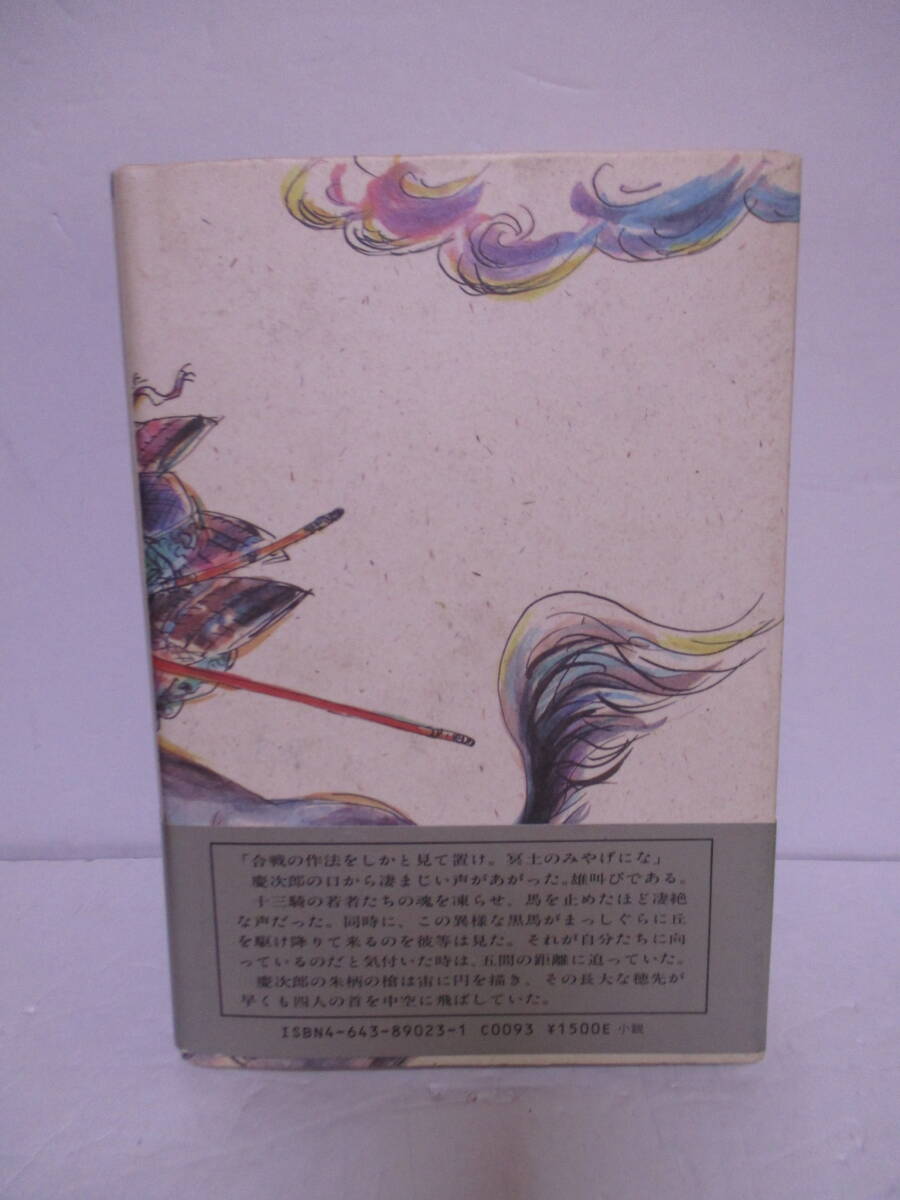 「合戦の作法をしかと見て置け。冥土のみやげにな」
慶次郎の口から凄まじい声があがった。雄叫びである。
十三騎の若者たちの魂を凍らせ、馬を止めたほど凄絶
な声だった。同時に、この異様な黒馬がまっしぐらに丘
を駆け降りて来るのを彼等は見た。それが自分たちに向
っているのだと気付いた時は、五間の距離に迫っていた。
慶次郎の朱柄の槍は宙に円を描き、その長大な穂先が
早くも四人の首を中空に飛ばしていた。
ISBN4-643-89023-1 C0093 ¥1500E 小説